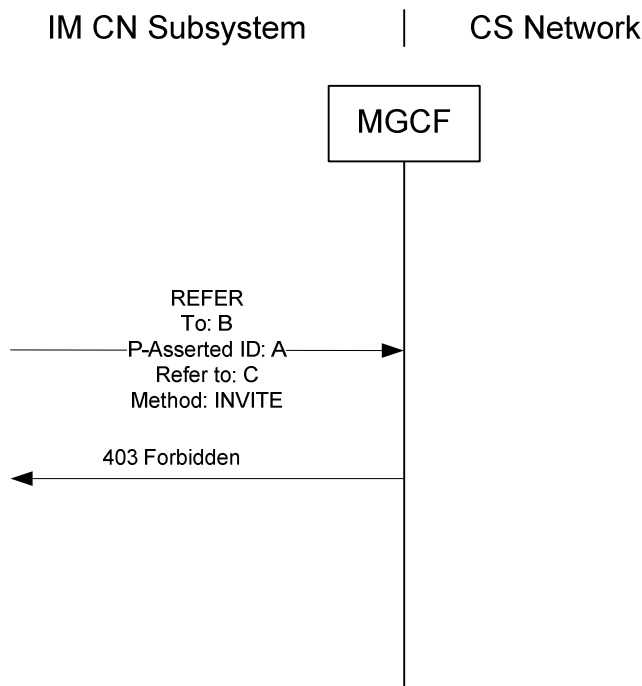 IM CN Subsystem | CS Network
MGCF
REFER
To: B
P-Asserted ID: A
Refer to: C
Method: INVITE
403 Forbidden